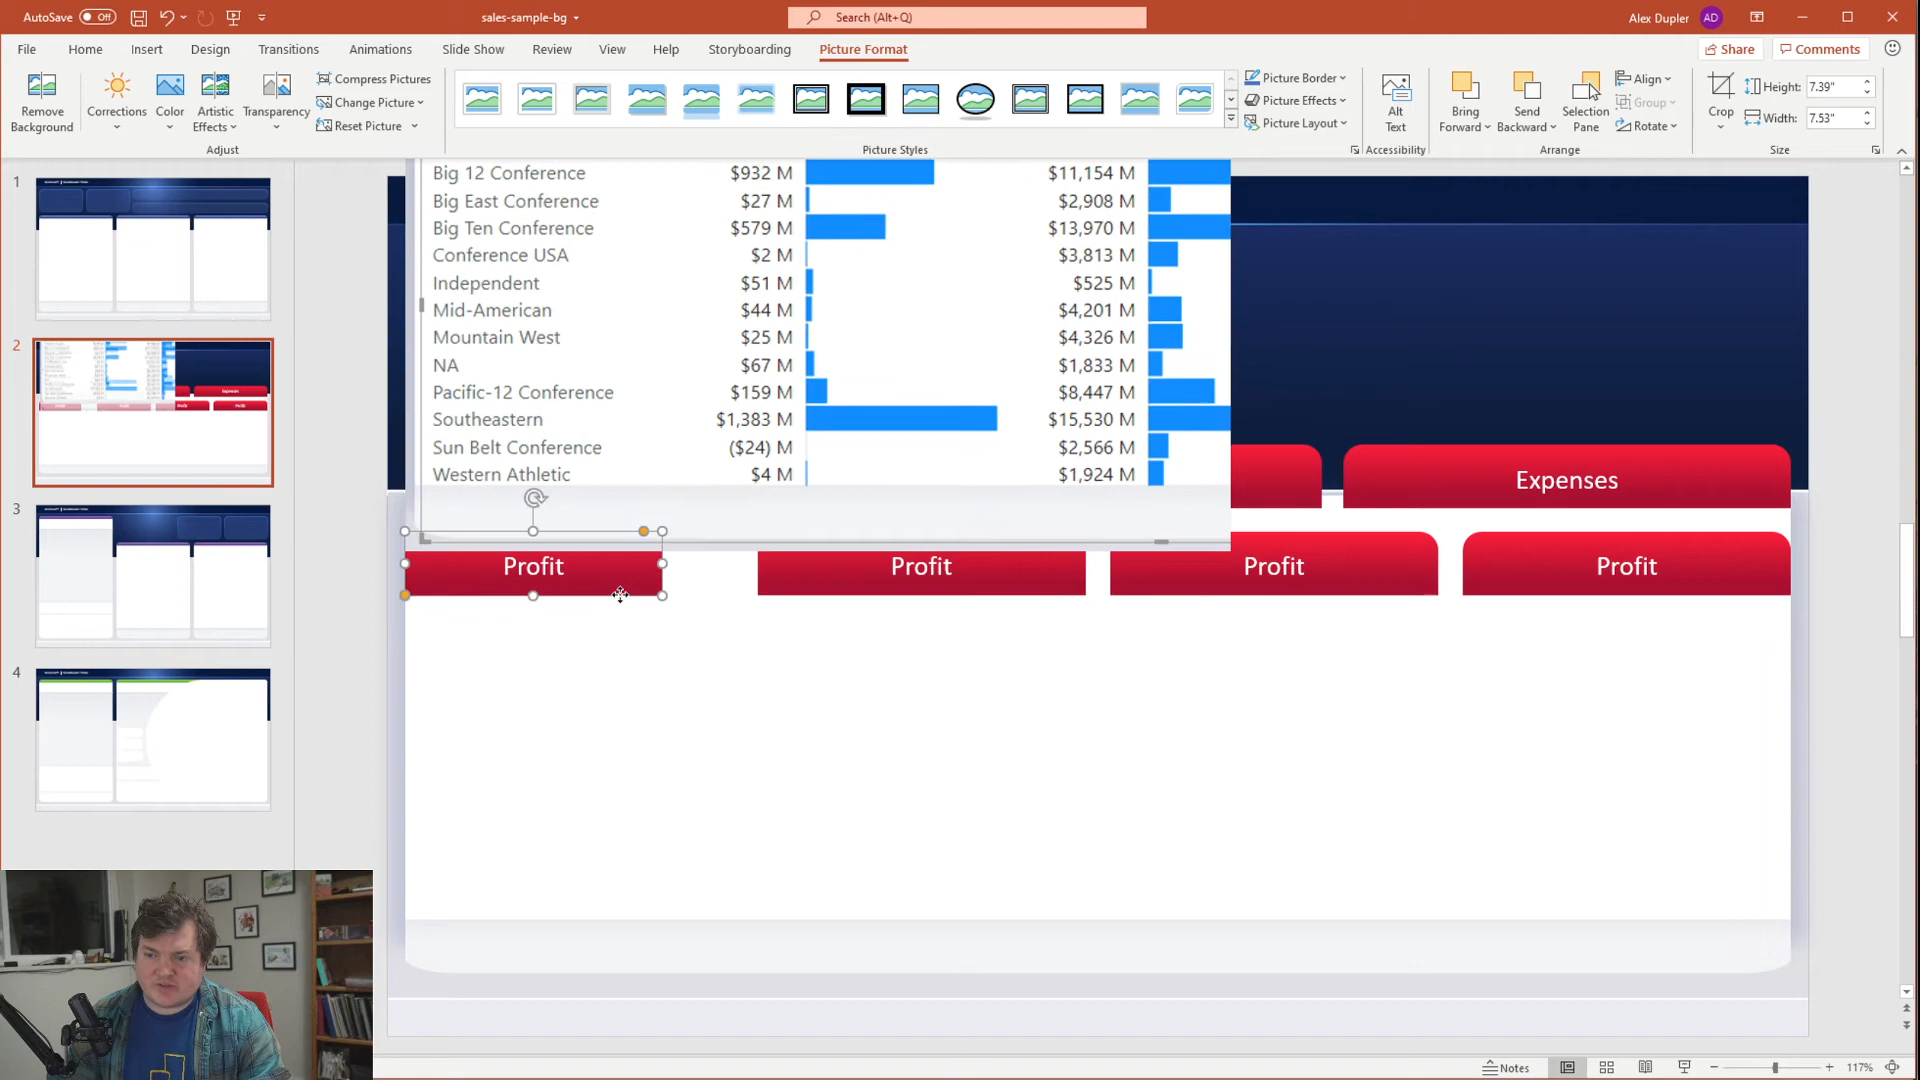 AutoSave Off
sales-sample-bg
Search (Alt+Q)
Alex Dupler AD
File Home Insert Design Transitions Animations Slide Show Review View Help Storyboarding Picture Format
Share Comments
Remove Background
Corrections
Color
Artistic Effects
Transparency
Compress Pictures
Change Picture
Reset Picture
Adjust
Picture Styles
Picture Border
Picture Effects
Picture Layout
Alt Text
Accessibility
Bring Forward
Send Backward
Selection Pane
Align
Group
Rotate
Arrange
Crop
Height: 7.39"
Width: 7.53"
Size
1
2
3
4
Big 12 Conference $932 M $11,154 M
Big East Conference $27 M $2,908 M
Big Ten Conference $579 M $13,970 M
Conference USA $2 M $3,813 M
Independent $51 M $525 M
Mid-American $44 M $4,201 M
Mountain West $25 M $4,326 M
NA $67 M $1,833 M
Pacific-12 Conference $159 M $8,447 M
Southeastern $1,383 M $15,530 M
Sun Belt Conference ($24) M $2,566 M
Western Athletic $4 M $1,924 M
Expenses
Profit Profit Profit Profit
Notes
117%